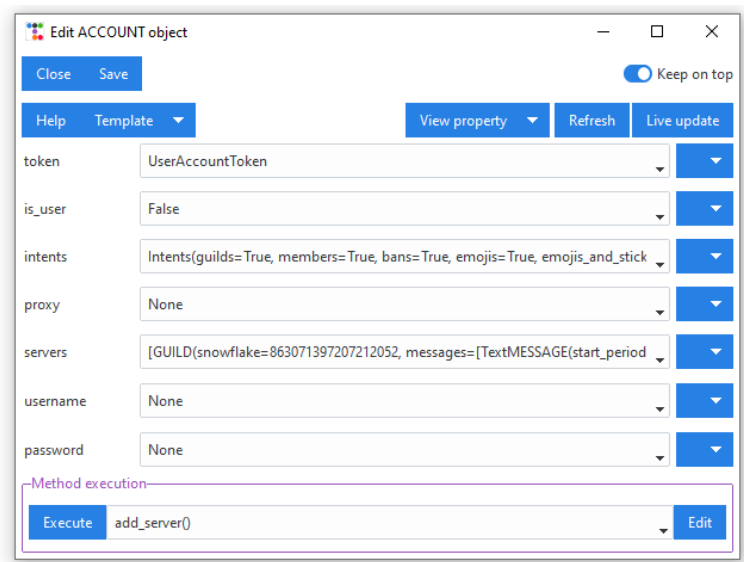 Edit ACCOUNT object
Close Save Keep on top
Help Template View property Refresh Live update
token UserAccountToken
is_user False
intents Intents(guilds=True, members=True, bans=True, emojis=True, emojis_and_stick
proxy None
servers [GUILD(snowflake=863071397207212052, messages=[TextMESSAGE(start_period
username None
password None
Method execution
Execute add_server() Edit